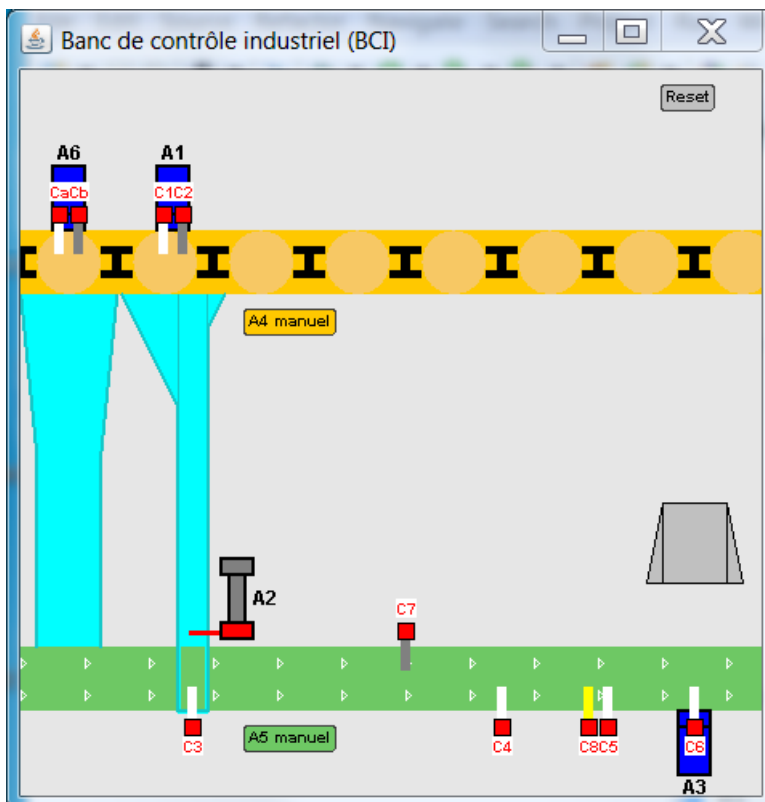 Banc de contrôle industriel (BCI)
Reset
A6 A1
CaCb C1C2
A4 manuel
A2
C7
C3 A5 manuel C4 C8C5 C6
A3